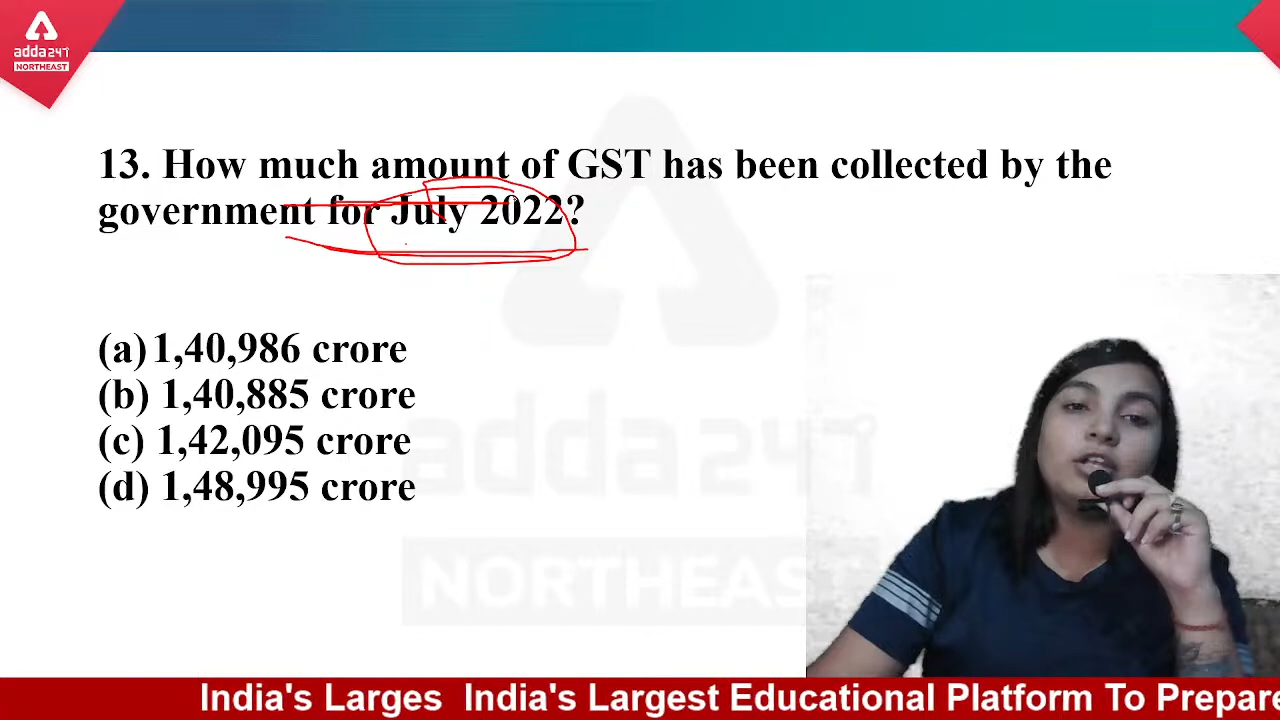 adda247
NORTHEAST
13. How much amount of GST has been collected by the
government for July 2022?
(a) 1,40,986 crore
(b) 1,40,885 crore
(c) 1,42,095 crore
(d) 1,48,995 crore
adda247
NORTHEAST
India's Larges India's Largest Educational Platform To Prepare